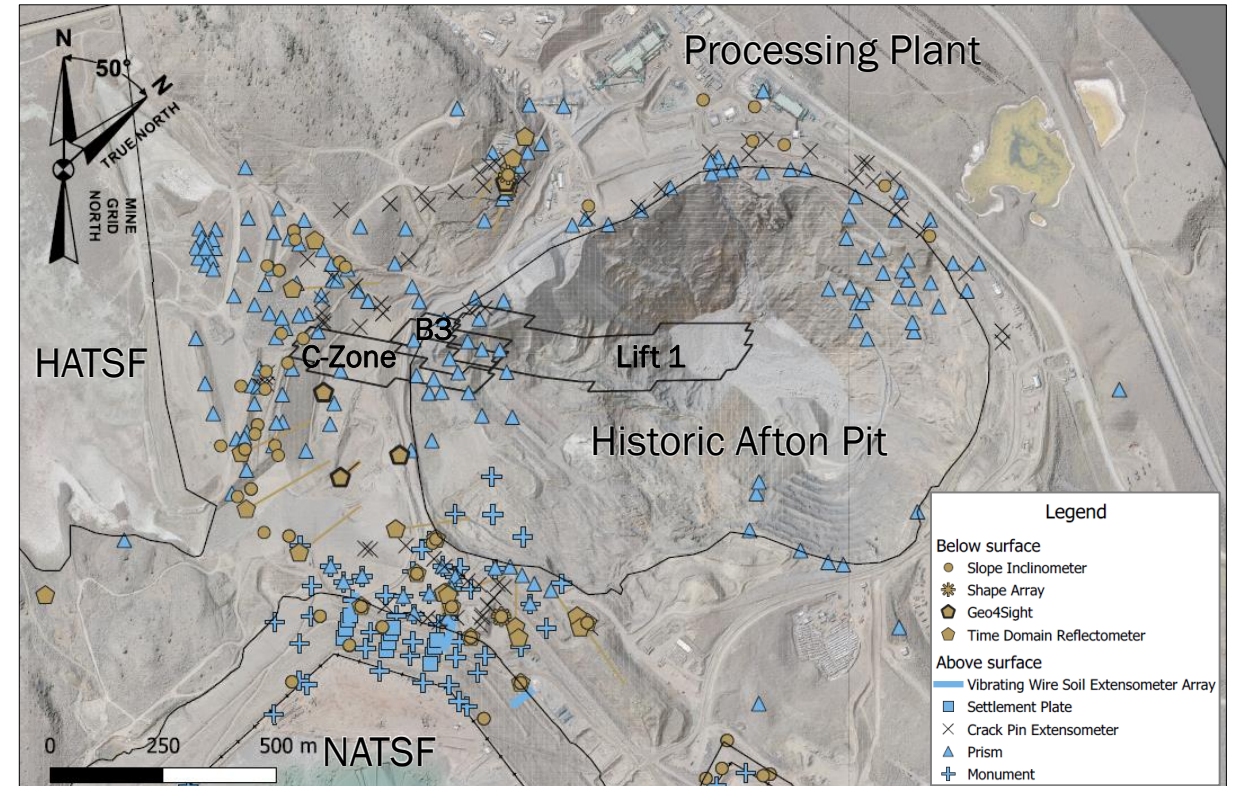 N
50°
N
TRUE NORTH
MINE
GRID
NORTH
Processing Plant
B3
C-Zone
Lift 1
HATSF
Historic Afton Pit
NATSF
0 250 500 m
Legend
Below surface
Slope Inclinometer
Shape Array
Geo4Sight
Time Domain Reflectometer
Above surface
Vibrating Wire Soil Extensometer Array
Settlement Plate
Crack Pin Extensometer
Prism
Monument